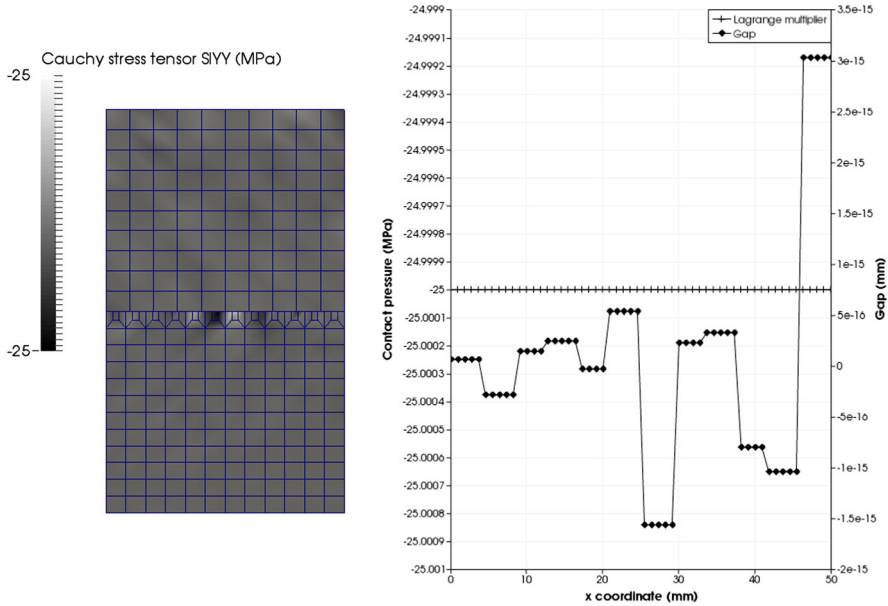 Cauchy stress tensor SIYY (MPa)
-25
-25
Lagrange multiplier
Gap
Contact pressure (MPa)
-24.999
-24.9991
-24.9992
-24.9993
-24.9994
-24.9995
-24.9996
-24.9997
-24.9998
-24.9999
-25
-25.0001
-25.0002
-25.0003
-25.0004
-25.0005
-25.0006
-25.0007
-25.0008
-25.0009
-25.001
3.5e-15
3e-15
2.5e-15
2e-15
1.5e-15
1e-15
5e-16
0
-5e-16
-1e-15
-1.5e-15
-2e-15
Gap (mm)
0 10 20 30 40 50
x coordinate (mm)